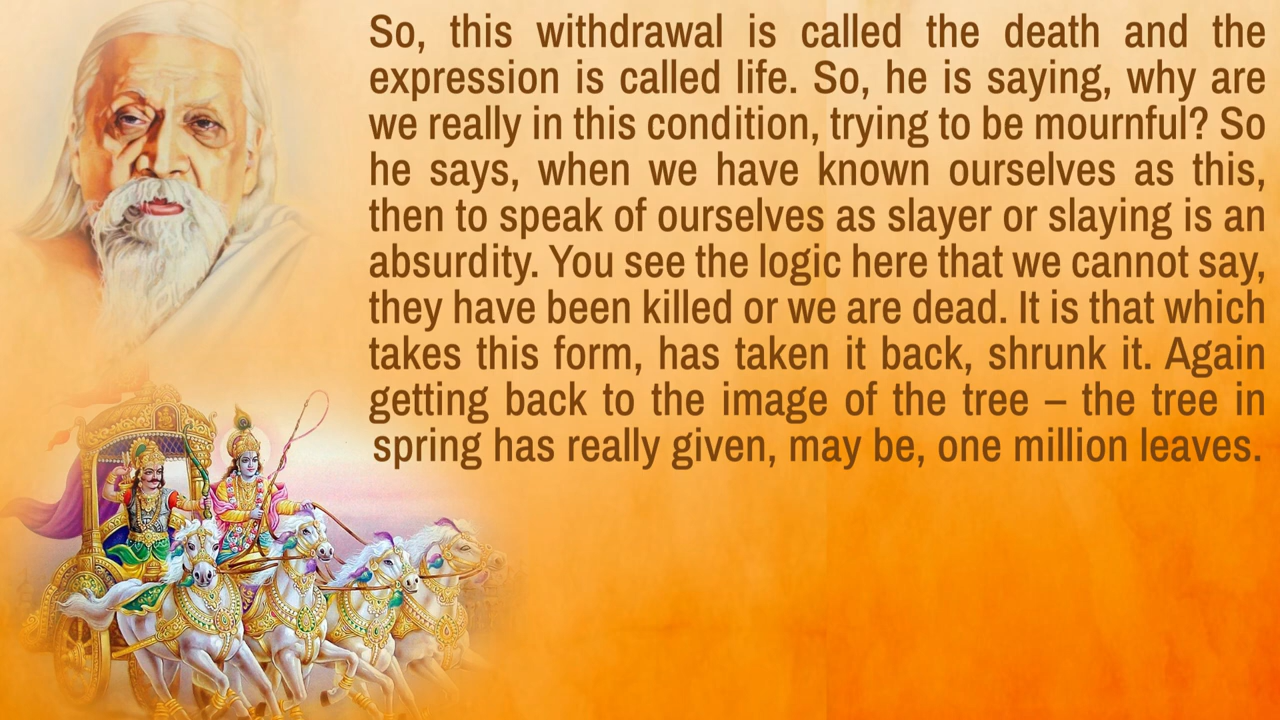 So, this withdrawal is called the death and the
expression is called life. So, he is saying, why are
we really in this condition, trying to be mournful? So
he says, when we have known ourselves as this,
then to speak of ourselves as slayer or slaying is an
absurdity. You see the logic here that we cannot say,
they have been killed or we are dead. It is that which
takes this form, has taken it back, shrunk it. Again
getting back to the image of the tree – the tree in
spring has really given, may be, one million leaves.